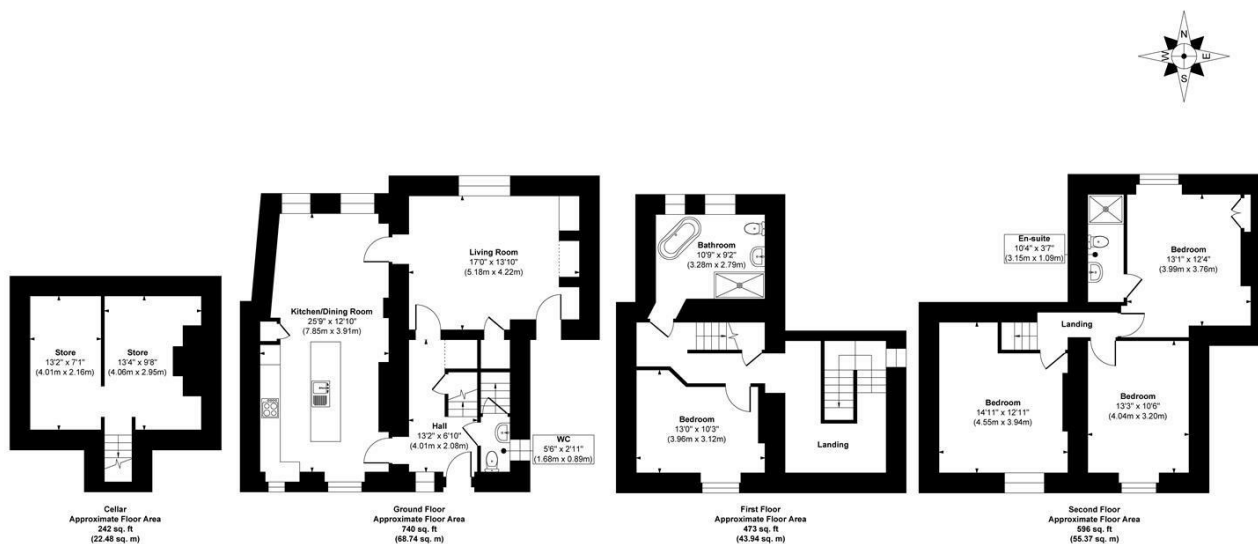 N
W
E
S
Store
13'2" x 7'1"
(4.01m x 2.16m)
Store
13'4" x 9'8"
(4.06m x 2.95m)
Cellar
Approximate Floor Area
242 sq. ft
(22.48 sq. m)
Kitchen/Dining Room
25'9" x 12'10"
(7.85m x 3.91m)
Living Room
17'0" x 13'10"
(5.18m x 4.22m)
Hall
13'2" x 6'10"
(4.01m x 2.08m)
WC
5'6" x 2'11"
(1.68m x 0.89m)
Ground Floor
Approximate Floor Area
740 sq. ft
(68.74 sq. m)
Bathroom
10'9" x 9'2"
(3.28m x 2.79m)
Bedroom
13'0" x 10'3"
(3.96m x 3.12m)
Landing
First Floor
Approximate Floor Area
473 sq. ft
(43.94 sq. m)
En-suite
10'4" x 3'7"
(3.15m x 1.09m)
Bedroom
13'1" x 12'4"
(3.99m x 3.76m)
Landing
Bedroom
14'11" x 12'11"
(4.55m x 3.94m)
Bedroom
13'3" x 10'6"
(4.04m x 3.20m)
Second Floor
Approximate Floor Area
596 sq. ft
(55.37 sq. m)